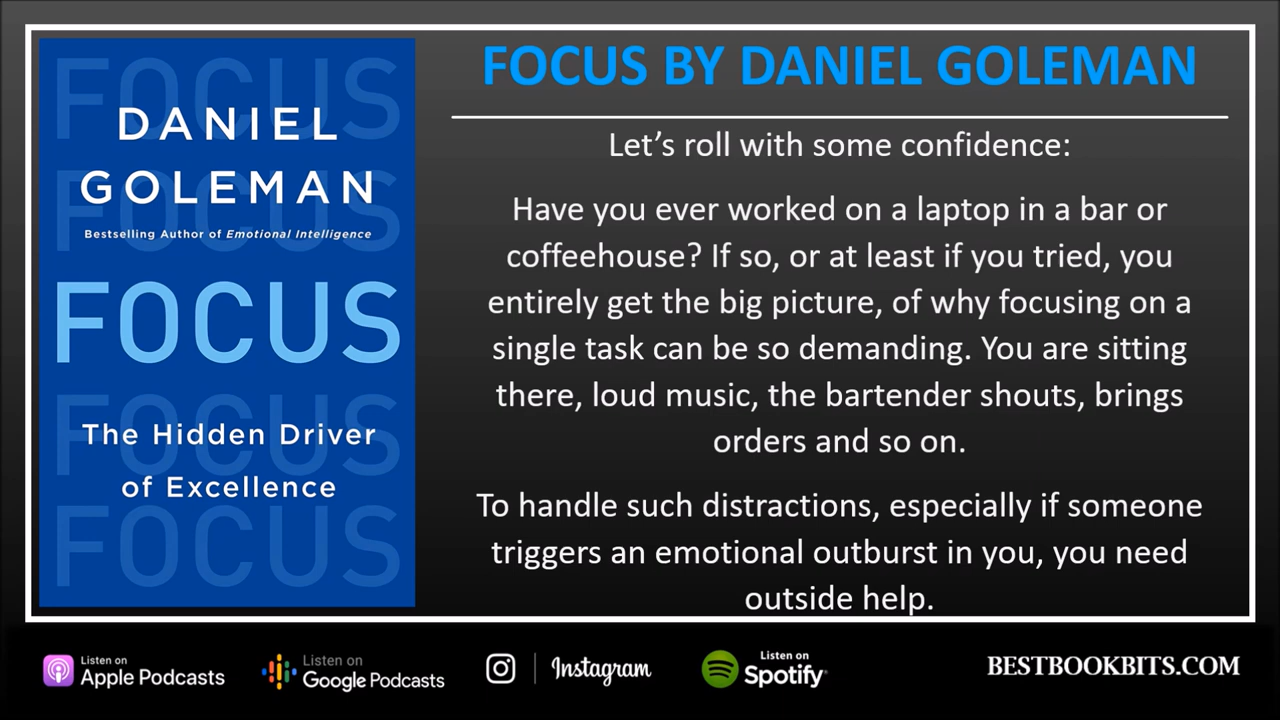 FOCUS
DANIEL
FOCUS
GOLEMAN
Bestselling Author of Emotional Intelligence
FOCUS
FOCUS
The Hidden Driver
of Excellence
FOCUS
FOCUS BY DANIEL GOLEMAN
Let’s roll with some confidence:
Have you ever worked on a laptop in a bar or
coffeehouse? If so, or at least if you tried, you
entirely get the big picture, of why focusing on a
single task can be so demanding. You are sitting
there, loud music, the bartender shouts, brings
orders and so on.
To handle such distractions, especially if someone
triggers an emotional outburst in you, you need
outside help.
Listen on
Apple Podcasts
Listen on
Google Podcasts
Instagram
Listen on
Spotify
BESTBOOKBITS.COM